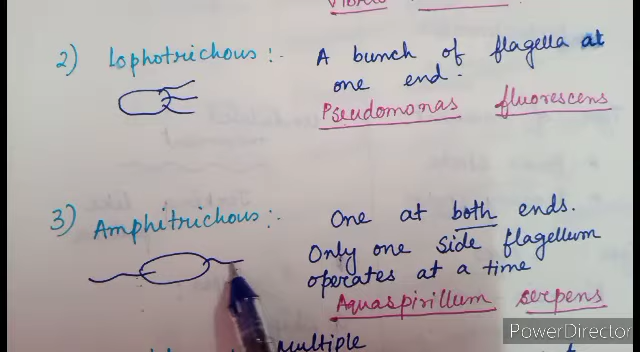 2) Lophotrichous :- A bunch of flagella at
one end.
Pseudomonas fluorescens
3) Amphitrichous :- One at both ends.
Only one side flagellum
operates at a time
Aquaspirillum serpens
PowerDirector
Multiple